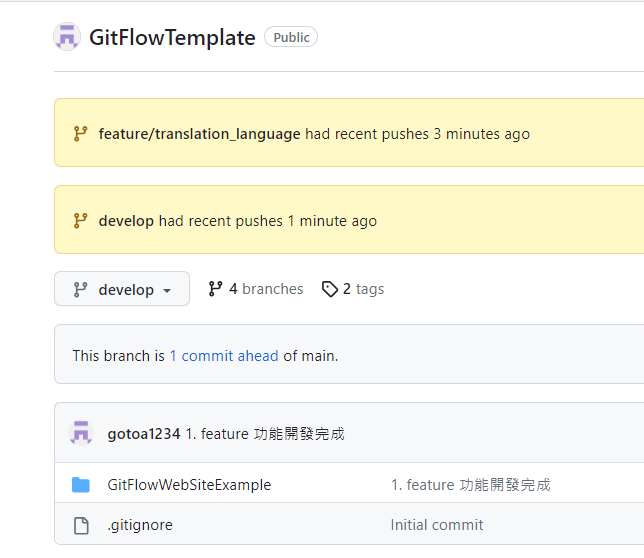 GitFlowTemplate Public
feature/translation_language had recent pushes 3 minutes ago
develop had recent pushes 1 minute ago
develop 4 branches 2 tags
This branch is 1 commit ahead of main.
gotoa1234 1. feature 功能開發完成
GitFlowWebSiteExample 1. feature 功能開發完成
.gitignore Initial commit